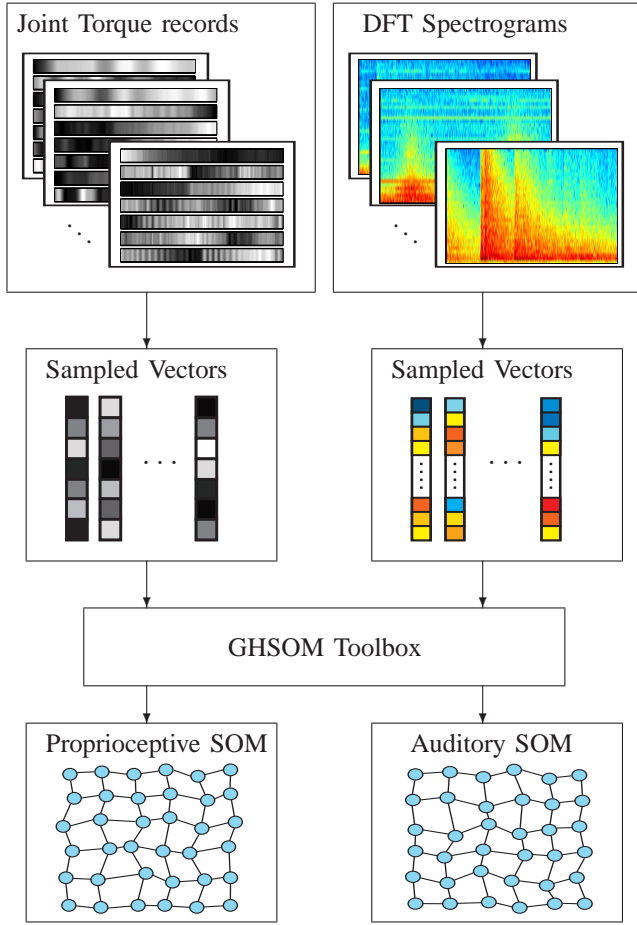 Joint Torque records
DFT Spectrograms
Sampled Vectors
Sampled Vectors
GHSOM Toolbox
Proprioceptive SOM
Auditory SOM